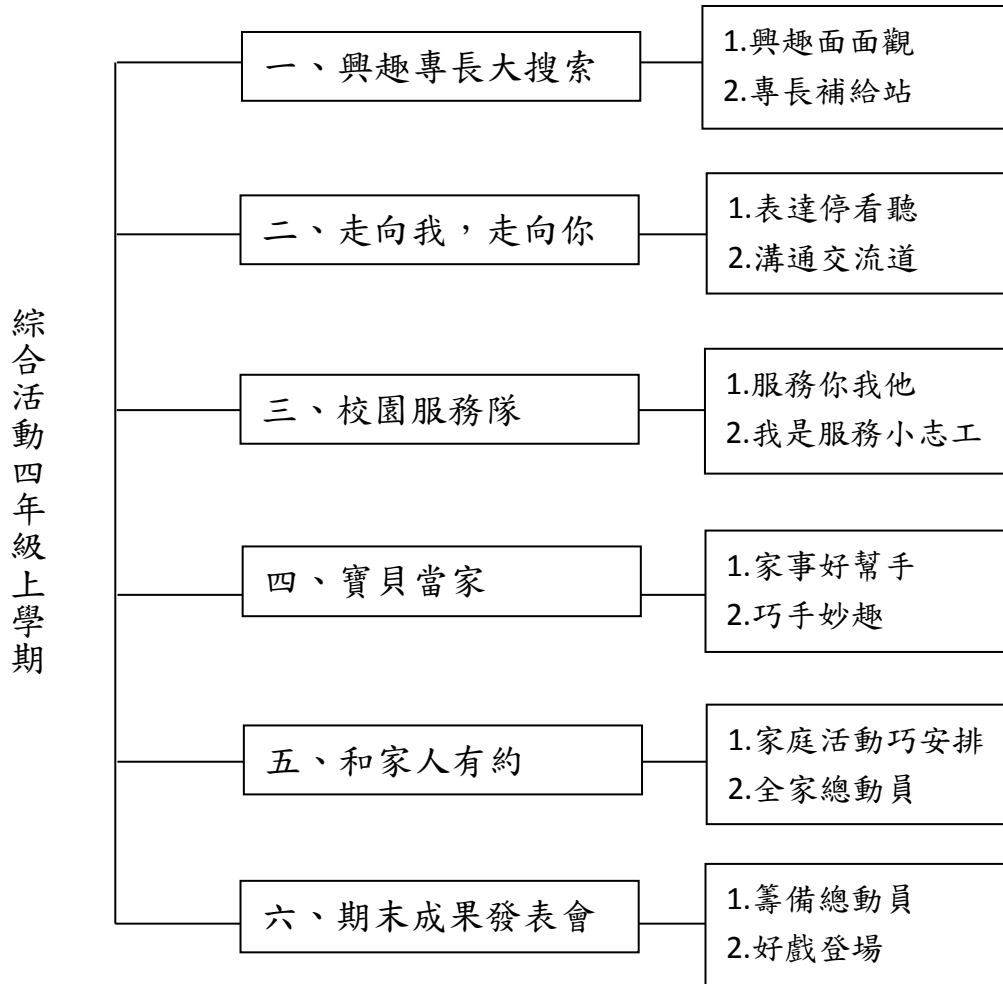 綜合活動四年級上學期
一、興趣專長大搜索
1.興趣面面觀
2.專長補給站
二、走向我，走向你
1.表達停看聽
2.溝通交流道
三、校園服務隊
1.服務你我他
2.我是服務小志工
四、寶貝當家
1.家事好幫手
2.巧手妙趣
五、和家人有約
1.家庭活動巧安排
2.全家總動員
六、期末成果發表會
1.籌備總動員
2.好戲登場